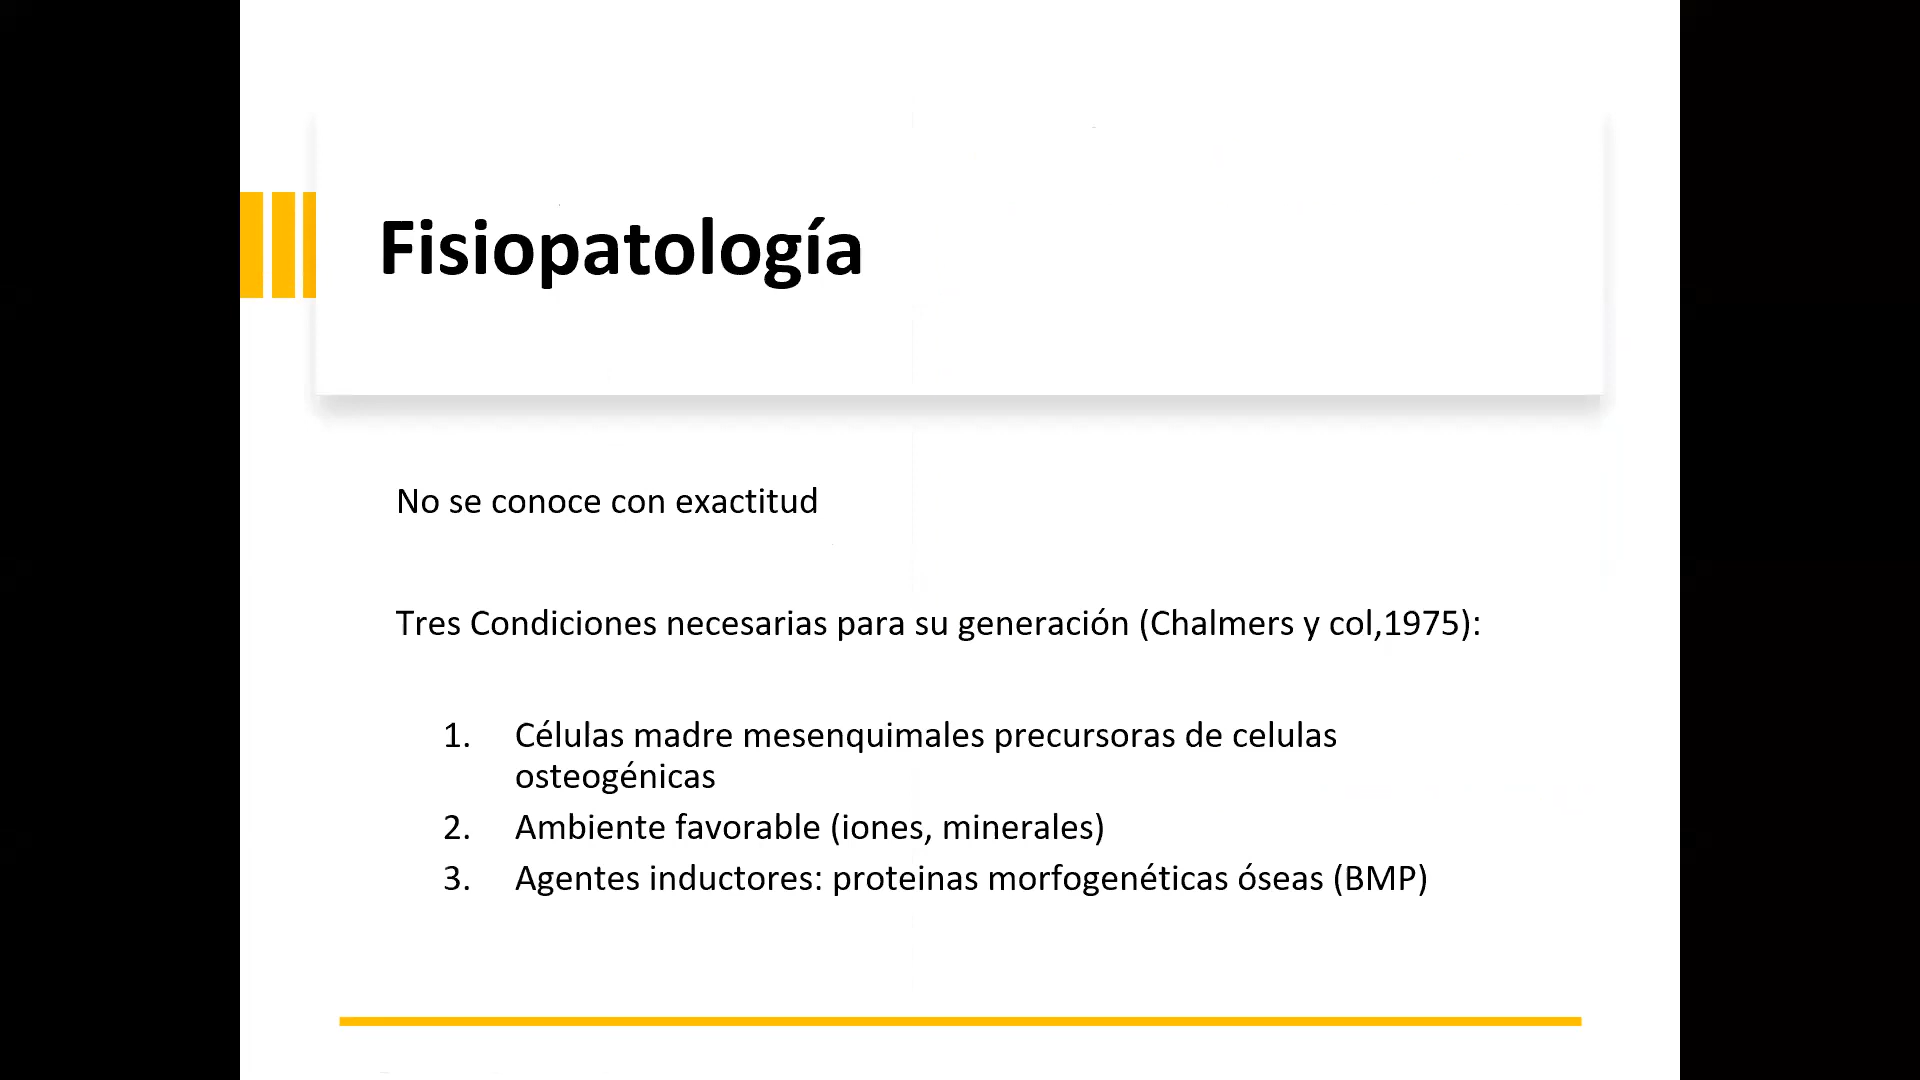 Fisiopatología
No se conoce con exactitud
Tres Condiciones necesarias para su generación (Chalmers y col,1975):
1. Células madre mesenquimales precursoras de celulas
osteogénicas
2. Ambiente favorable (iones, minerales)
3. Agentes inductores: proteinas morfogenéticas óseas (BMP)